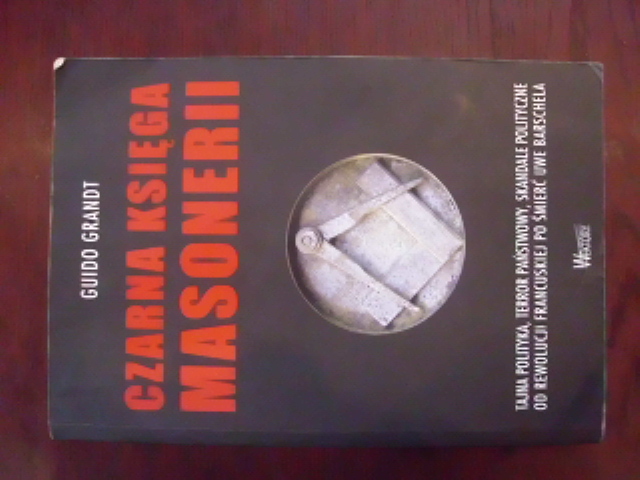 GUIDO GRANDT
CZARNA KSIĘGA
MASONERII
TAJNA POLITYKA, TERROR PAŃSTWOWY, SKANDALE POLITYCZNE
OD REWOLUCJI FRANCUSKIEJ PO ŚMIERĆ UWE BARSCHELA